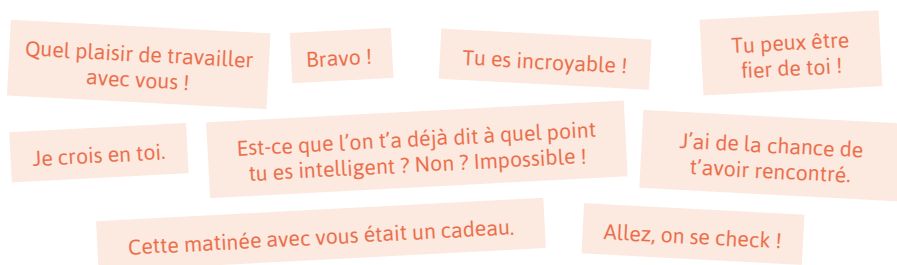 Quel plaisir de travailler
avec vous !
Bravo !
Tu es incroyable !
Tu peux être
fier de toi !
Je crois en toi.
Est-ce que l’on t’a déjà dit à quel point
tu es intelligent ? Non ? Impossible !
J’ai de la chance de
t’avoir rencontré.
Cette matinée avec vous était un cadeau.
Allez, on se check !